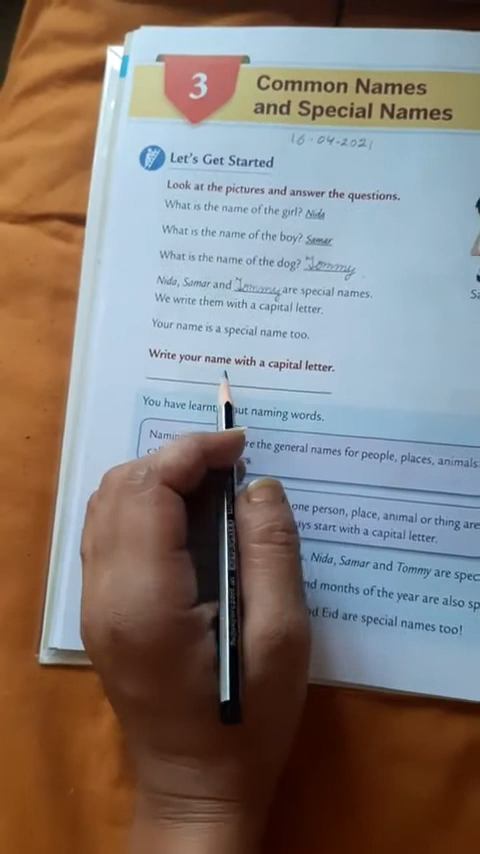 3
Common Names
and Special Names
16-04-2021
Let's Get Started
Look at the pictures and answer the questions.
What is the name of the girl? Nida
What is the name of the boy? Samar
What is the name of the dog? Tommy
Nida, Samar and Tommy are special names.
We write them with a capital letter.
Your name is a special name too.
Write your name with a capital letter.
You have learnt ut naming words.
re the general names for people, places, animals
one person, place, animal or thing are
ys start with a capital letter.
Nida, Samar and Tommy are spec
nd months of the year are also sp
d Eid are special names too!